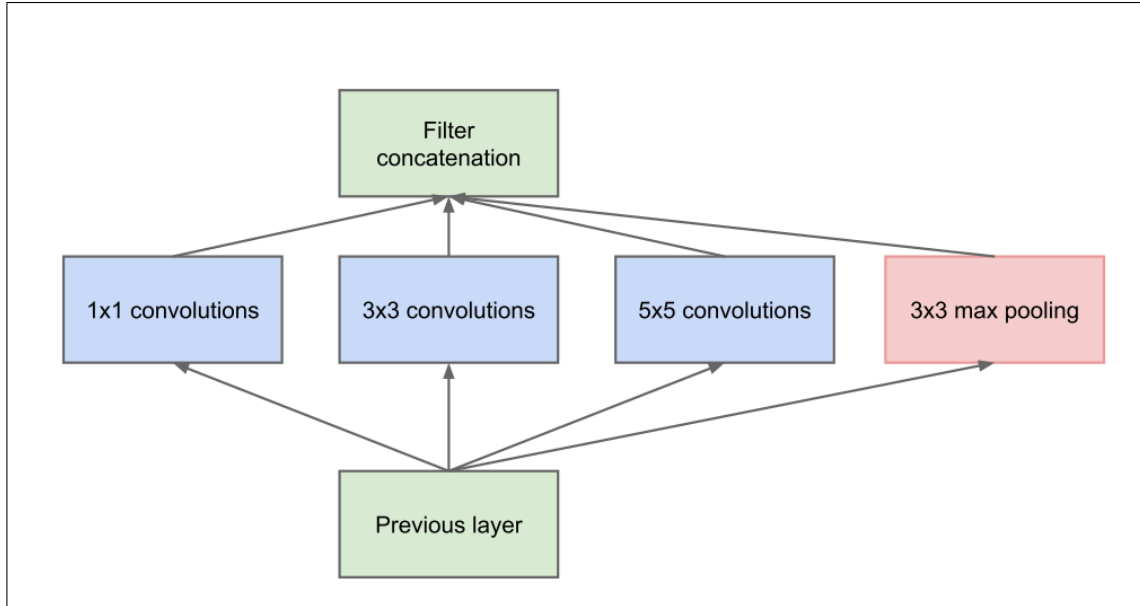 Filter
concatenation
1x1 convolutions
3x3 convolutions
5x5 convolutions
3x3 max pooling
Previous layer